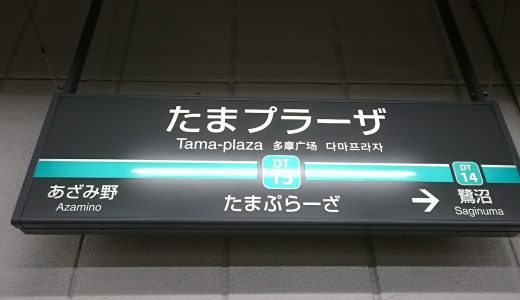 たまプラーザ
Tama-plaza 多摩广场 다마프라자
DT
15
DT
14
あざみ野
Azamino
たまぷらーざ
→
鷺沼
Saginuma